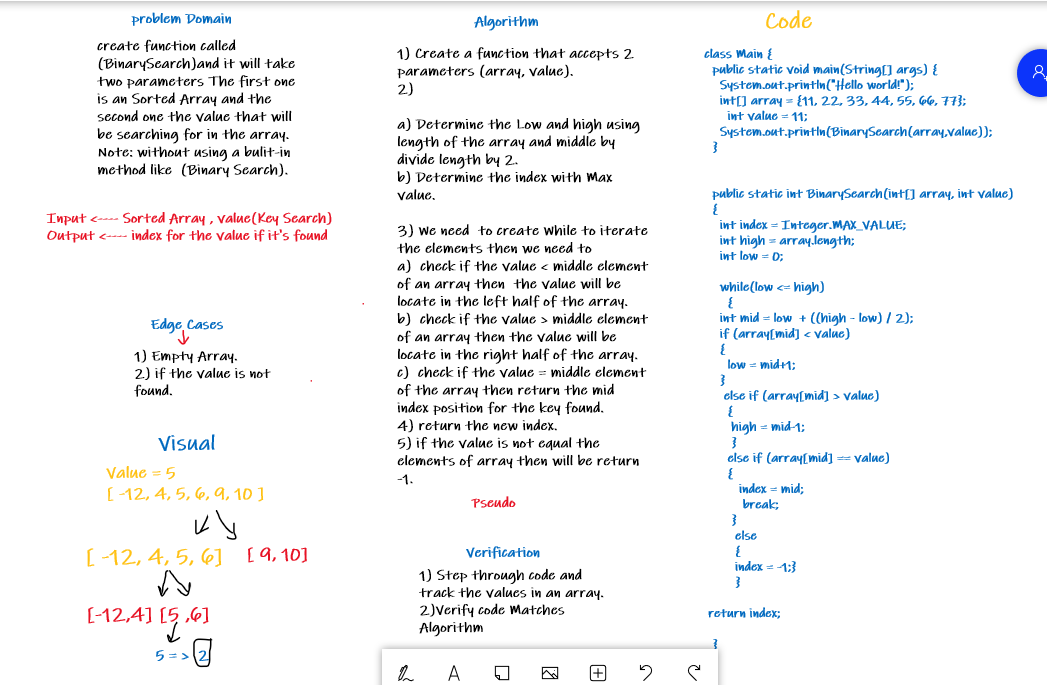 problem Domain
create function called
(BinarySearch)and it will take
two parameters The first one
is an Sorted Array and the
second one the value that will
be searching for in the array.
Note: without using a bulit-in
method like (Binary Search).
Input <---- Sorted Array , value(Key Search)
Output <---- index for the value if it's found
Edge Cases
1) Empty Array.
2) if the value is not
found.
Visual
Value = 5
[ -12, 4, 5, 6, 9, 10 ]
[ -12, 4, 5, 6] [ 9, 10]
[-12,4] [5 ,6]
5 = > 2
Algorithm
1) Create a function that accepts 2
parameters (array, value).
2)
a) Determine the Low and high using
length of the array and middle by
divide length by 2.
b) Determine the index with Max
value.
3) We need to create While to iterate
the elements then we need to
a) check if the value < middle element
of an array then the value will be
locate in the left half of the array.
b) check if the value > middle element
of an array then the value will be
locate in the right half of the array.
c) check if the value = middle element
of the array then return the mid
index position for the key found.
4) return the new index.
5) if the value is not equal the
elements of array then will be return
-1.
Pseudo
Verification
1) Step through code and
track the values in an array.
2)Verify code Matches
Algorithm
A
Code
class Main {
public static void main(String[] args) {
System.out.println("Hello world!");
int[] array = {11, 22, 33, 44, 55, 66, 77};
int value = 11;
System.out.println(BinarySearch(array,value));
}
public static int BinarySearch(int[] array, int value)
{
int index = Integer.MAX_VALUE;
int high = array.length;
int low = 0;
while(low <= high)
{
int mid = low + ((high - low) / 2);
if (array[mid] < value)
{
low = mid+1;
}
else if (array[mid] > value)
{
high = mid-1;
}
else if (array[mid] == value)
{
index = mid;
break;
}
else
{
index = -1;}
}
return index;
}